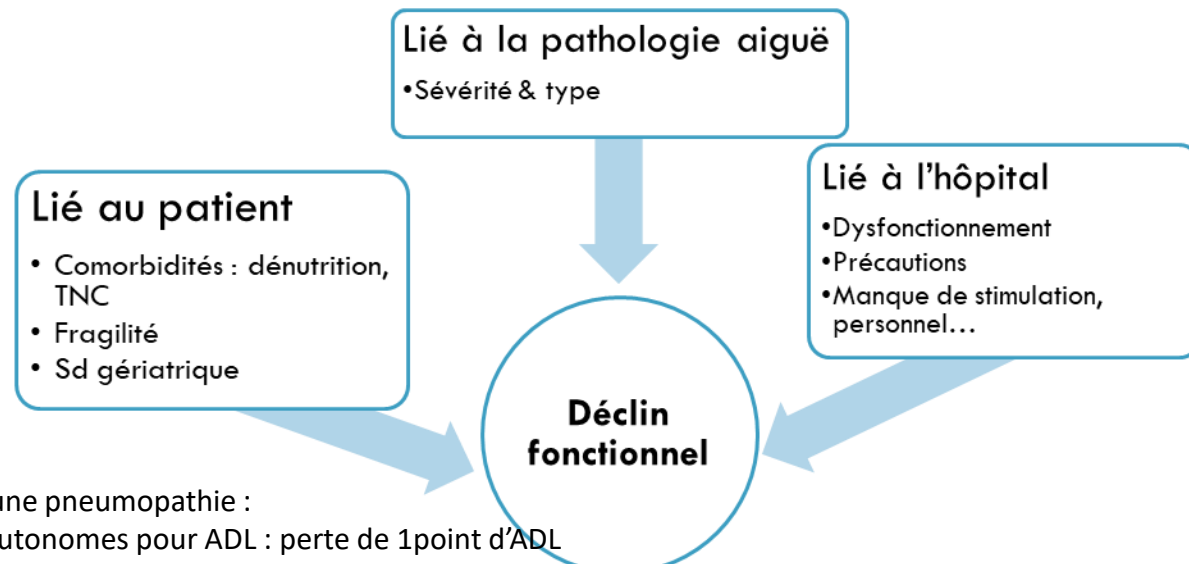 Lié à la pathologie aiguë
•Sévérité & type
Lié au patient
• Comorbidités : dénutrition,
TNC
• Fragilité
• Sd gériatrique
Lié à l'hôpital
•Dysfonctionnement
•Précautions
•Manque de stimulation,
personnel…
Déclin
fonctionnel
une pneumopathie :
utonomes pour ADL : perte de 1point d'ADL